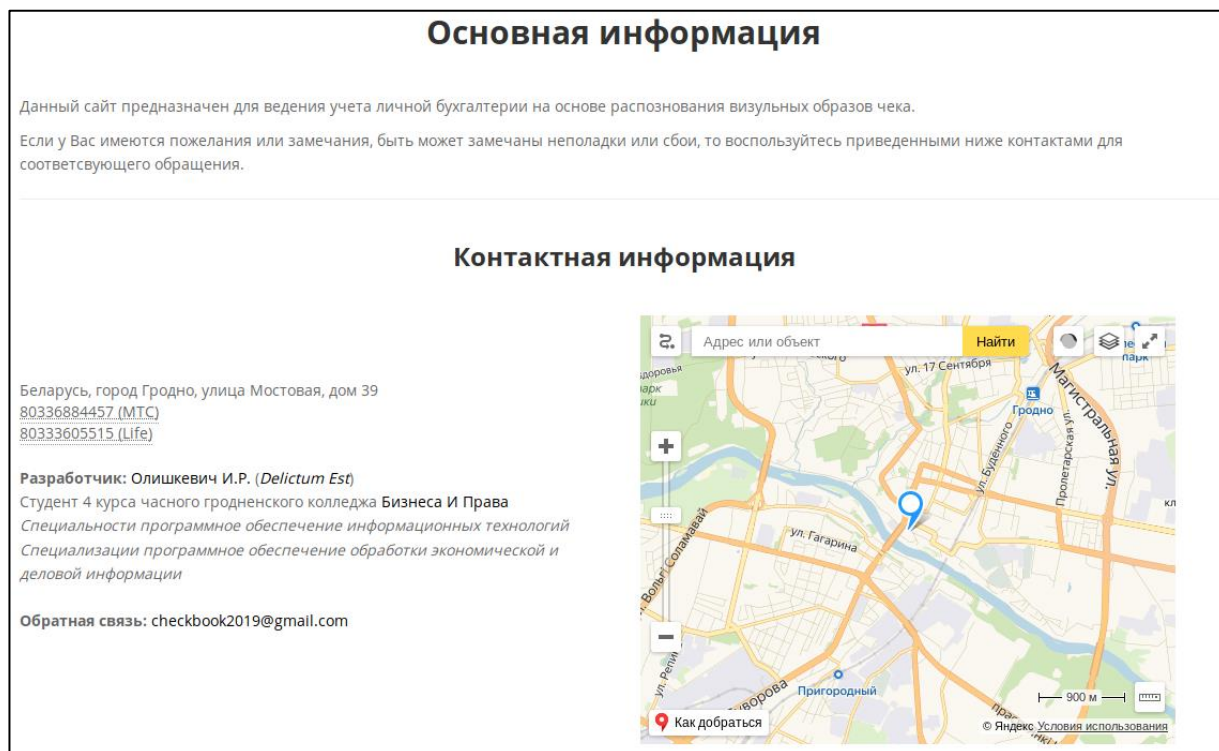 Основная информация
Данный сайт предназначен для ведения учета личной бухгалтерии на основе распознования визульных образов чека.
Если у Вас имеются пожелания или замечания, быть может замечаны неполадки или сбои, то воспользуйтесь приведенными ниже контактами для
соответсвующего обращения.
Контактная информация
Беларусь, город Гродно, улица Мостовая, дом 39
80336884457 (МТС)
80333605515 (Life)
Разработчик: Олишкевич И.Р. (Delictum Est)
Студент 4 курса часного гродненского колледжа Бизнеса И Права
Специальности программное обеспечение информационных технологий
Специализации программное обеспечение обработки экономической и
деловой информации
Обратная связь: checkbook2019@gmail.com
Адрес или объект
Найти
парк
ул. 17 Сентября
Магистральная ул.
Гродно
ул. Будённого
Пролетарская ул.
ул. Гагарина
Вольгі Соламавай
Пригородный
900 м
Как добраться
© Яндекс Условия использования